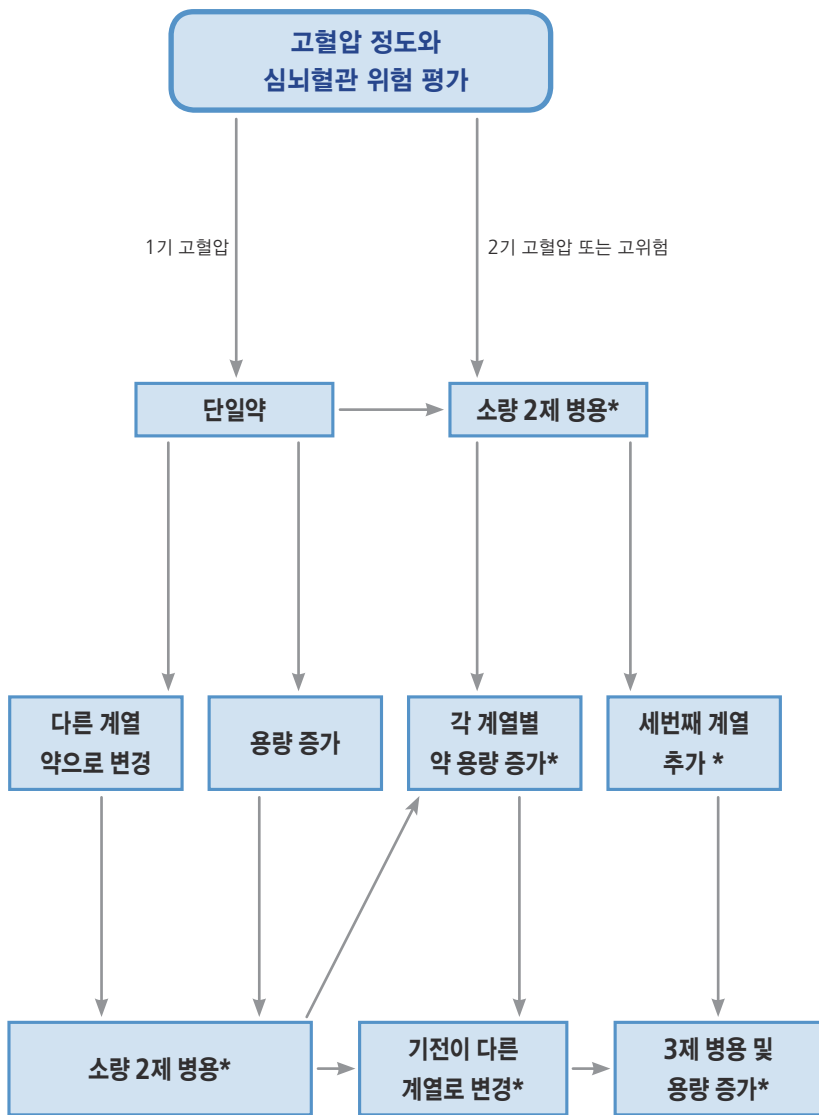 고혈압 정도와
심뇌혈관 위험 평가
1기 고혈압
2기 고혈압 또는 고위험
단일약
소량 2제 병용*
다른 계열
약으로 변경
용량 증가
각 계열별
약 용량 증가*
세번째 계열
추가 *
소량 2제 병용*
기전이 다른
계열로 변경*
3제 병용 및
용량 증가*